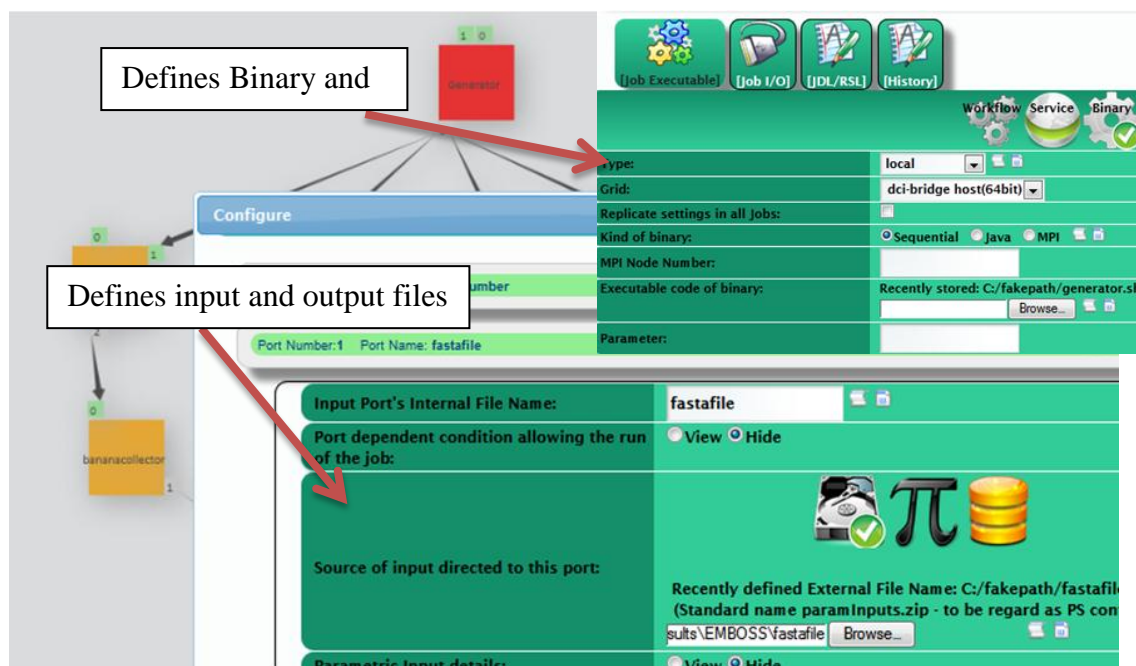 1 0
Generator
Defines Binary and
[Job Executable] [Job I/O] [JDL/RSL] [History]
Workflow Service Binary
Type: local
Grid: dci-bridge host(64bit)
Replicate settings in all Jobs:
Kind of binary: Sequential Java MPI
MPI Node Number:
Executable code of binary: Recently stored: C:/fakepath/generator.sh
Browse...
Parameter:
Configure
0
1
Defines input and output files
umber
Port Number:1 Port Name: fastafile
2
0
bananacollector
1
Input Port's Internal File Name: fastafile
Port dependent condition allowing the run of the job: View Hide
Source of input directed to this port:
Recently defined External File Name: C:/fakepath/fastafil
(Standard name paramInputs.zip - to be regard as PS con
sults\EMBOSS\fastafile Browse...
Parametric Input details: View Hide